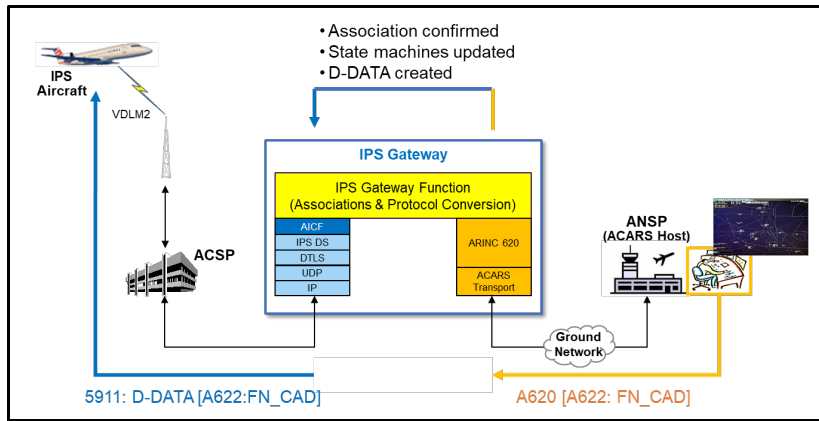 • Association confirmed
• State machines updated
• D-DATA created
IPS
Aircraft
VDLM2
IPS Gateway
IPS Gateway Function
(Associations & Protocol Conversion)
AICF
IPS DS
DTLS
UDP
IP
ARINC 620
ACARS
Transport
ACSP
ANSP
(ACARS Host)
Ground
Network
5911: D-DATA [A622:FN_CAD]
A620 [A622: FN_CAD]